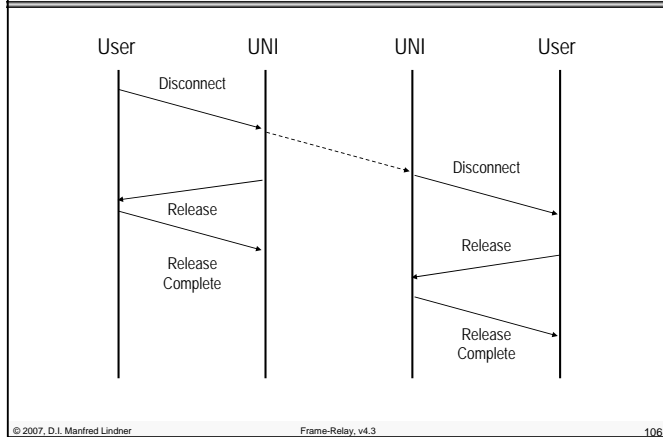 User UNI UNI User
Disconnect
Disconnect
Release
Release
Release
Complete
Release
Complete
© 2007, D.I. Manfred Lindner Frame-Relay, v4.3 106